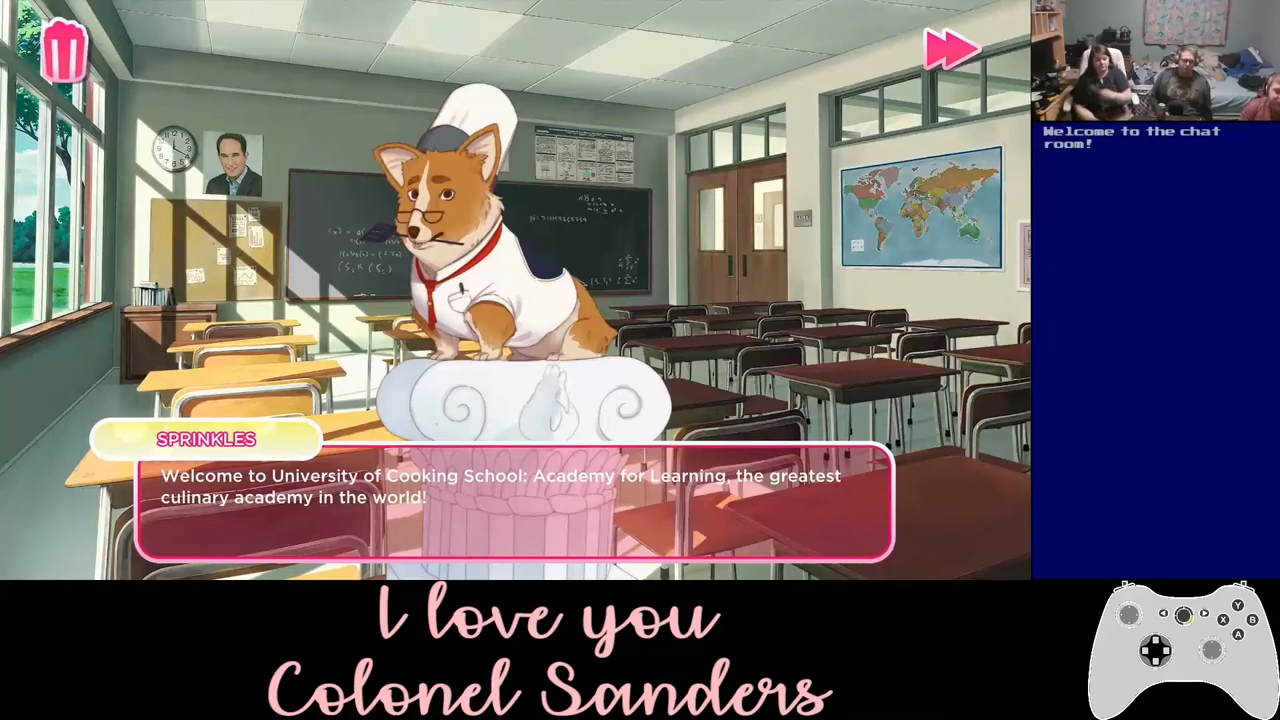 Welcome to the chat
room!
SPRINKLES
Welcome to University of Cooking School: Academy for Learning, the greatest
culinary academy in the world!
I love you
Colonel Sanders
Y
X
B
A